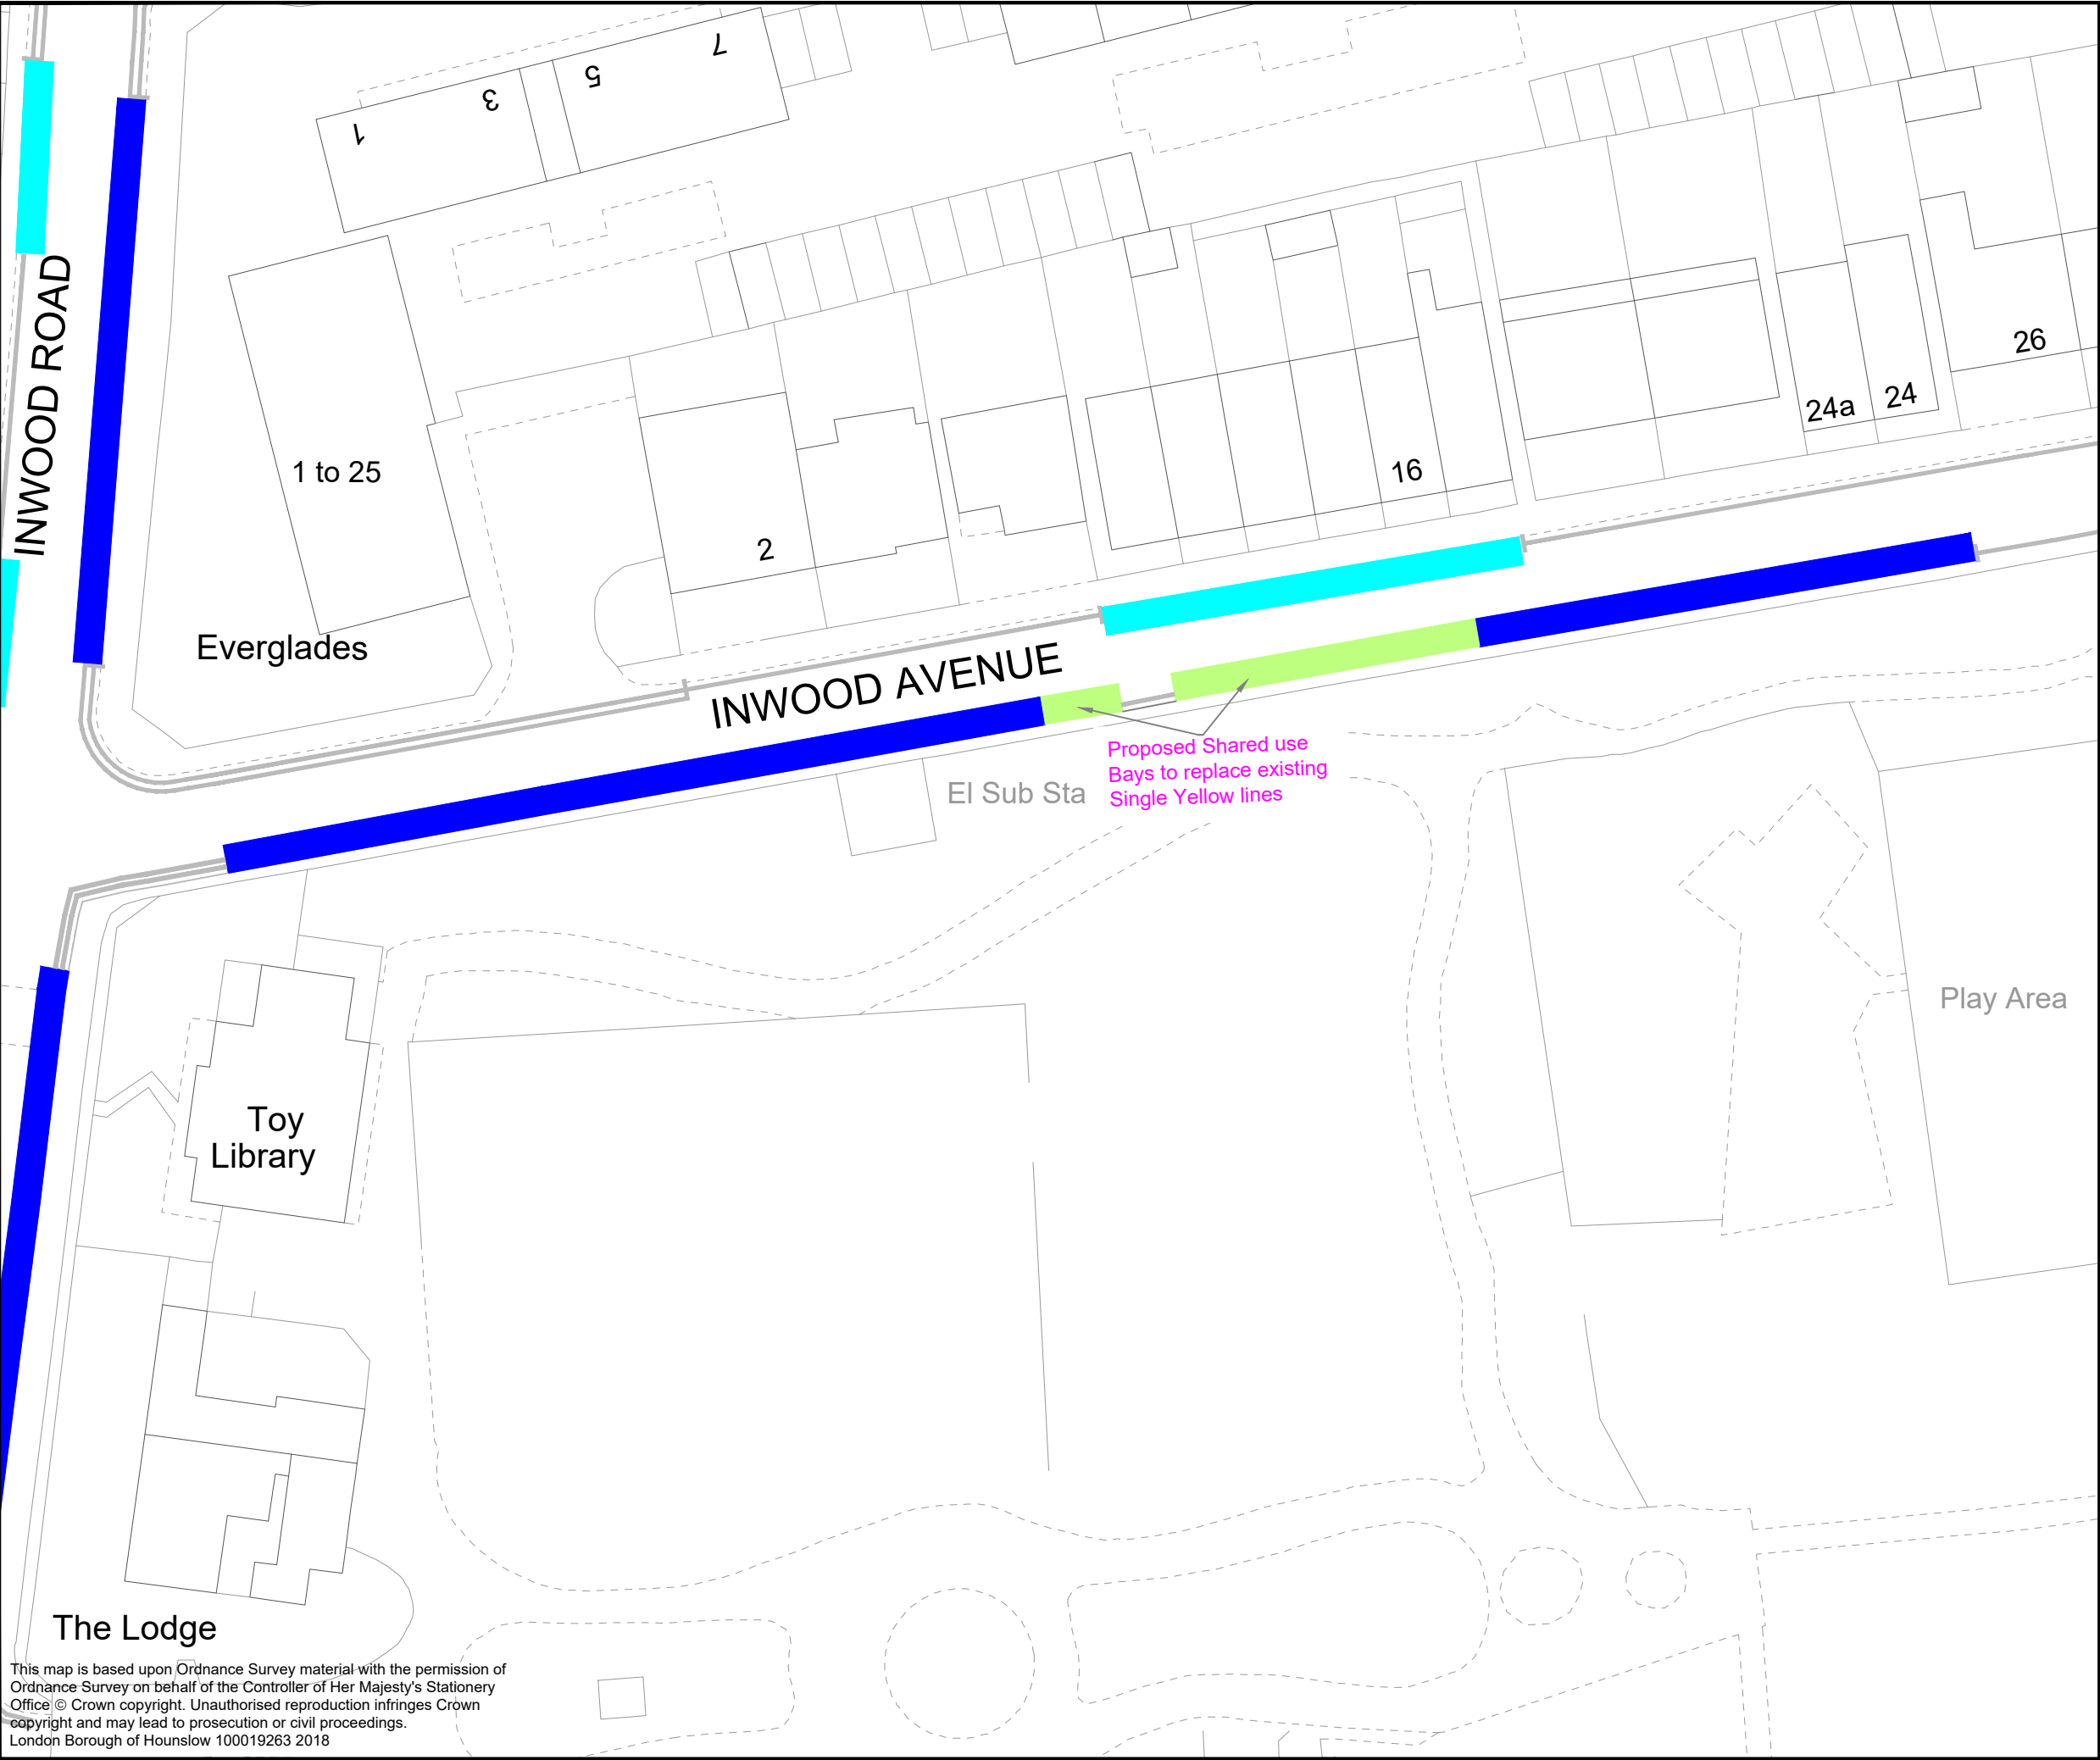 7
5
3
1
INWOOD ROAD
1 to 25
26
24a
24
16
2
Everglades
INWOOD AVENUE
Proposed Shared use
Bays to replace existing
Single Yellow lines
El Sub Sta
Play Area
Toy
Library
The Lodge
This map is based upon Ordnance Survey material with the permission of
Ordnance Survey on behalf of the Controller of Her Majesty's Stationery
Office © Crown copyright. Unauthorised reproduction infringes Crown
copyright and may lead to prosecution or civil proceedings.
London Borough of Hounslow 100019263 2018